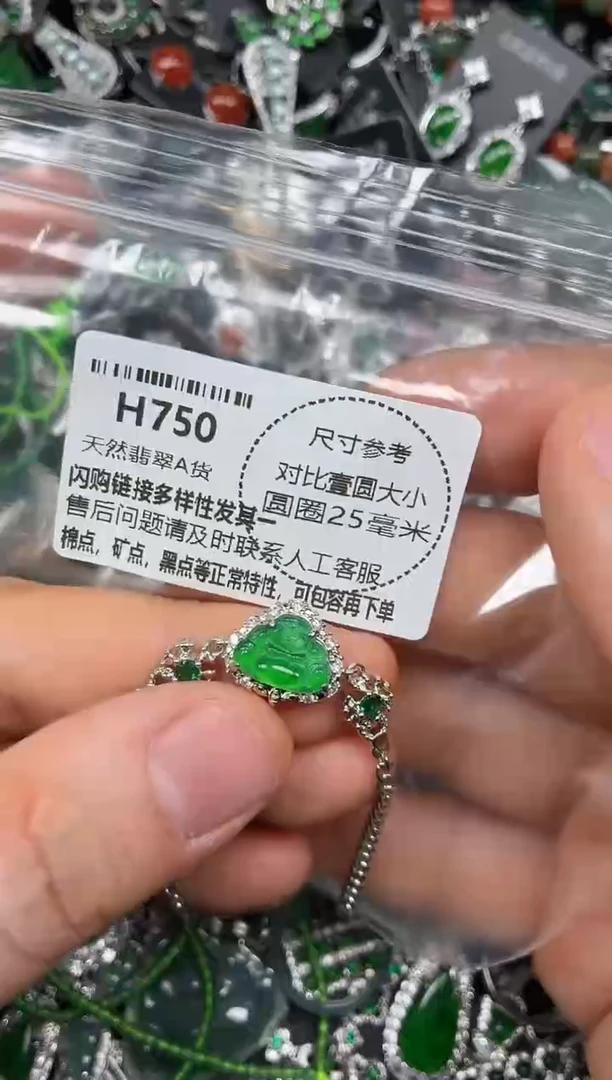 H750
天然翡翠A货
闪购链接多样性发其一
售后问题请及时联系人工客服
棉点，矿点，黑点等正常特性，可包容再下单
尺寸参考
对比壹圆大小
圆圈25毫米